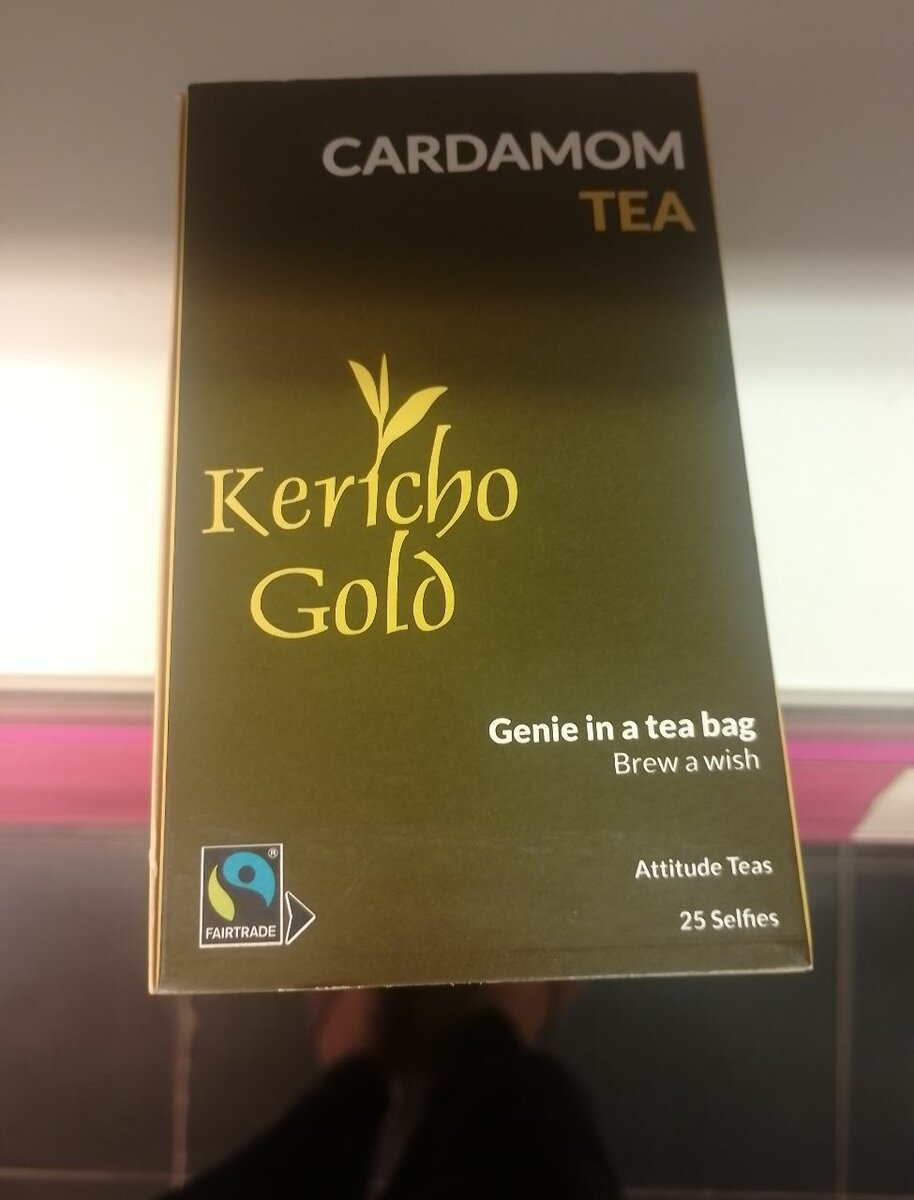 CARDAMOM
TEA
Kericho
Gold
Genie in a tea bag
Brew a wish
Attitude Teas
25 Selfies
®
FAIRTRADE